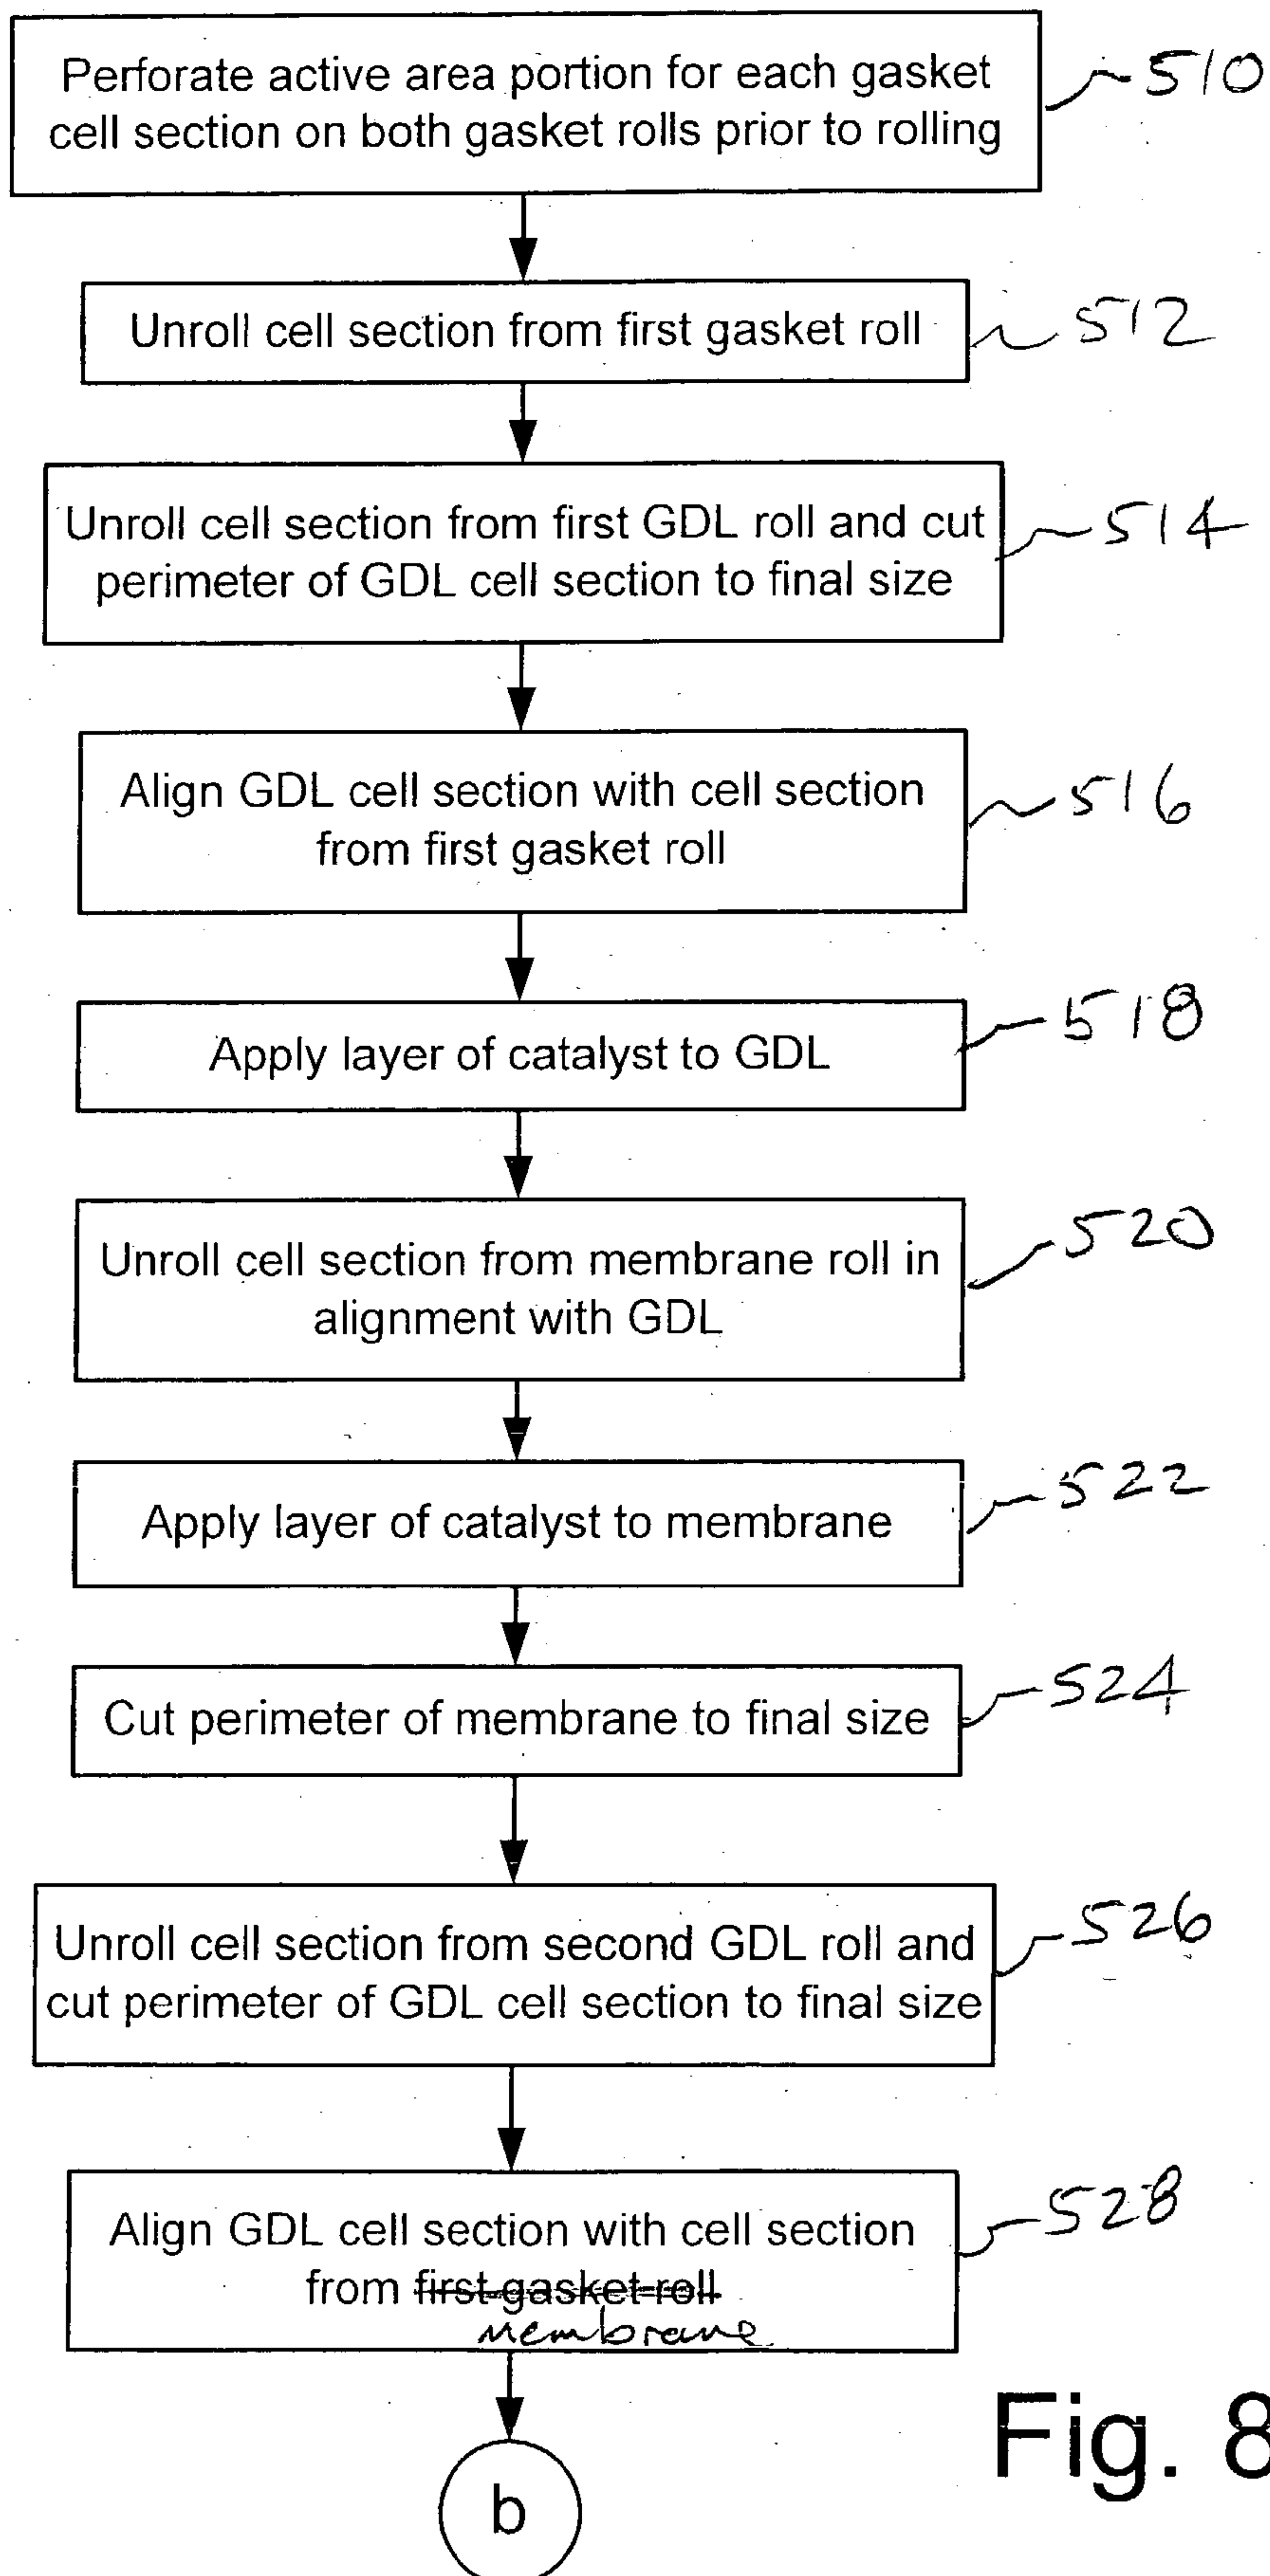 Perforate active area portion for each gasket
cell section on both gasket rolls prior to rolling
510
Unroll cell section from first gasket roll
512
Unroll cell section from first GDL roll and cut
perimeter of GDL cell section to final size
514
Align GDL cell section with cell section
from first gasket roll
516
Apply layer of catalyst to GDL
518
Unroll cell section from membrane roll in
alignment with GDL
520
Apply layer of catalyst to membrane
522
Cut perimeter of membrane to final size
524
Unroll cell section from second GDL roll and
cut perimeter of GDL cell section to final size
526
Align GDL cell section with cell section
from first gasket roll
membrane
528
b
Fig. 8